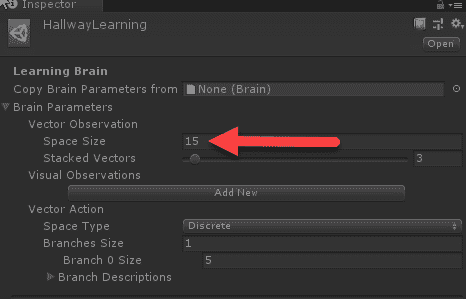 Inspector
HallwayLearning
Open
Learning Brain
Copy Brain Parameters from None (Brain)
Brain Parameters
Vector Observation
Space Size 15
Stacked Vectors 3
Visual Observations
Add New
Vector Action
Space Type Discrete
Branches Size 1
Branch 0 Size 5
Branch Descriptions